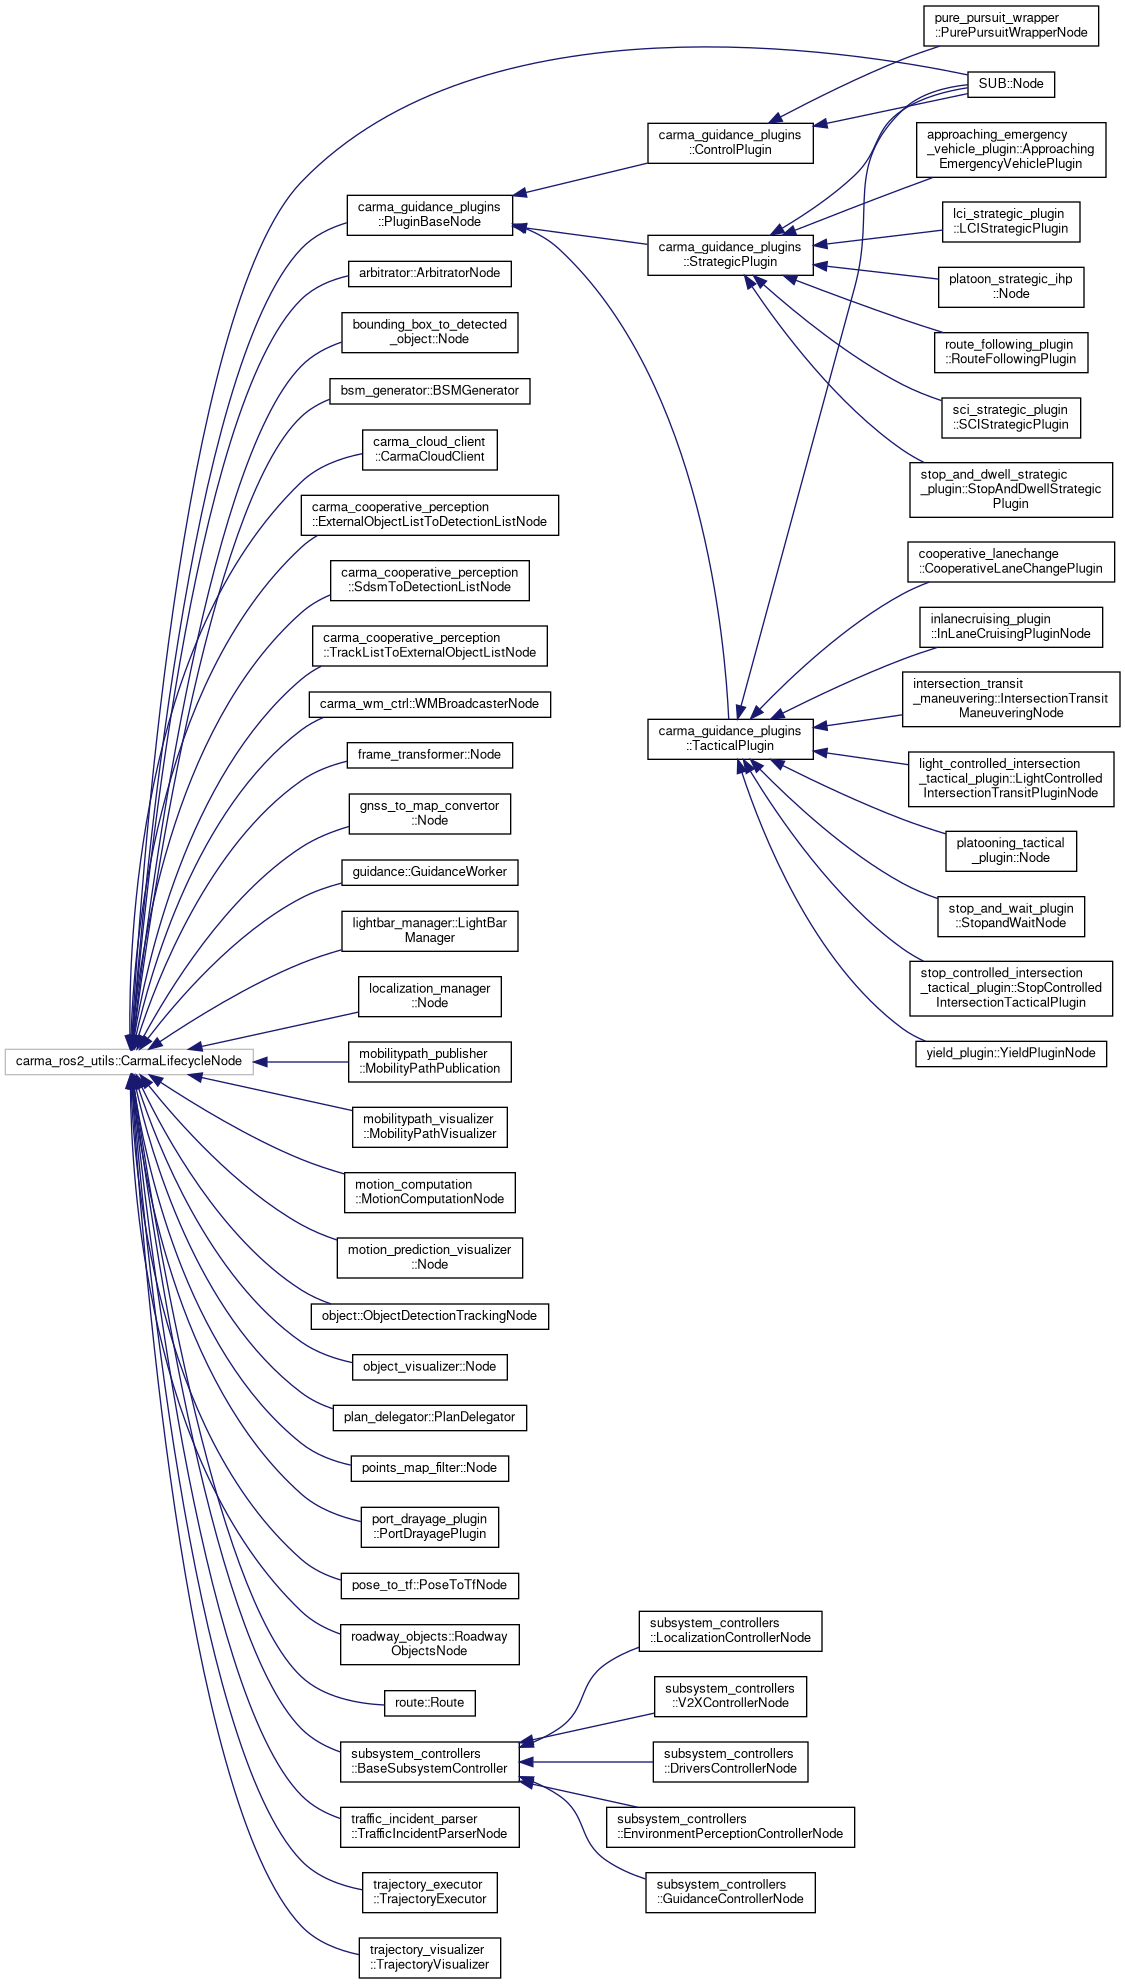 carma_ros2_utils::CarmaLifecycleNode
carma_guidance_plugins
::PluginBaseNode
arbitrator::ArbitratorNode
bounding_box_to_detected
_object::Node
bsm_generator::BSMGenerator
carma_cloud_client
::CarmaCloudClient
carma_cooperative_perception
::ExternalObjectListToDetectionListNode
carma_cooperative_perception
::SdsmToDetectionListNode
carma_cooperative_perception
::TrackListToExternalObjectListNode
carma_wm_ctrl::WMBroadcasterNode
frame_transformer::Node
gnss_to_map_convertor
::Node
guidance::GuidanceWorker
lightbar_manager::LightBar
Manager
localization_manager
::Node
mobilitypath_publisher
::MobilityPathPublication
mobilitypath_visualizer
::MobilityPathVisualizer
motion_computation
::MotionComputationNode
motion_prediction_visualizer
::Node
object::ObjectDetectionTrackingNode
object_visualizer::Node
plan_delegator::PlanDelegator
points_map_filter::Node
port_drayage_plugin
::PortDrayagePlugin
pose_to_tf::PoseToTfNode
roadway_objects::Roadway
ObjectsNode
route::Route
subsystem_controllers
::BaseSubsystemController
traffic_incident_parser
::TrafficIncidentParserNode
trajectory_executor
::TrajectoryExecutor
trajectory_visualizer
::TrajectoryVisualizer
carma_guidance_plugins
::ControlPlugin
carma_guidance_plugins
::StrategicPlugin
carma_guidance_plugins
::TacticalPlugin
subsystem_controllers
::LocalizationControllerNode
subsystem_controllers
::V2XControllerNode
subsystem_controllers
::DriversControllerNode
subsystem_controllers
::EnvironmentPerceptionControllerNode
subsystem_controllers
::GuidanceControllerNode
pure_pursuit_wrapper
::PurePursuitWrapperNode
SUB::Node
approaching_emergency
_vehicle_plugin::Approaching
EmergencyVehiclePlugin
lci_strategic_plugin
::LCIStrategicPlugin
platoon_strategic_ihp
::Node
route_following_plugin
::RouteFollowingPlugin
sci_strategic_plugin
::SCIStrategicPlugin
stop_and_dwell_strategic
_plugin::StopAndDwellStrategic
Plugin
cooperative_lanechange
::CooperativeLaneChangePlugin
inlanecruising_plugin
::InLaneCruisingPluginNode
intersection_transit
_maneuvering::IntersectionTransit
ManeuveringNode
light_controlled_intersection
_tactical_plugin::LightControlled
IntersectionTransitPluginNode
platooning_tactical
_plugin::Node
stop_and_wait_plugin
::StopandWaitNode
stop_controlled_intersection
_tactical_plugin::StopControlled
IntersectionTacticalPlugin
yield_plugin::YieldPluginNode